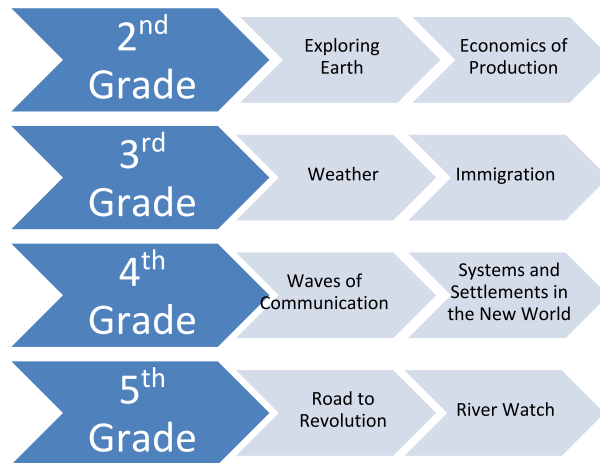 2nd
Grade
Exploring
Earth
Economics of
Production
3rd
Grade
Weather
Immigration
4th
Grade
Waves of
Communication
Systems and
Settlements in
the New World
5th
Grade
Road to
Revolution
River Watch